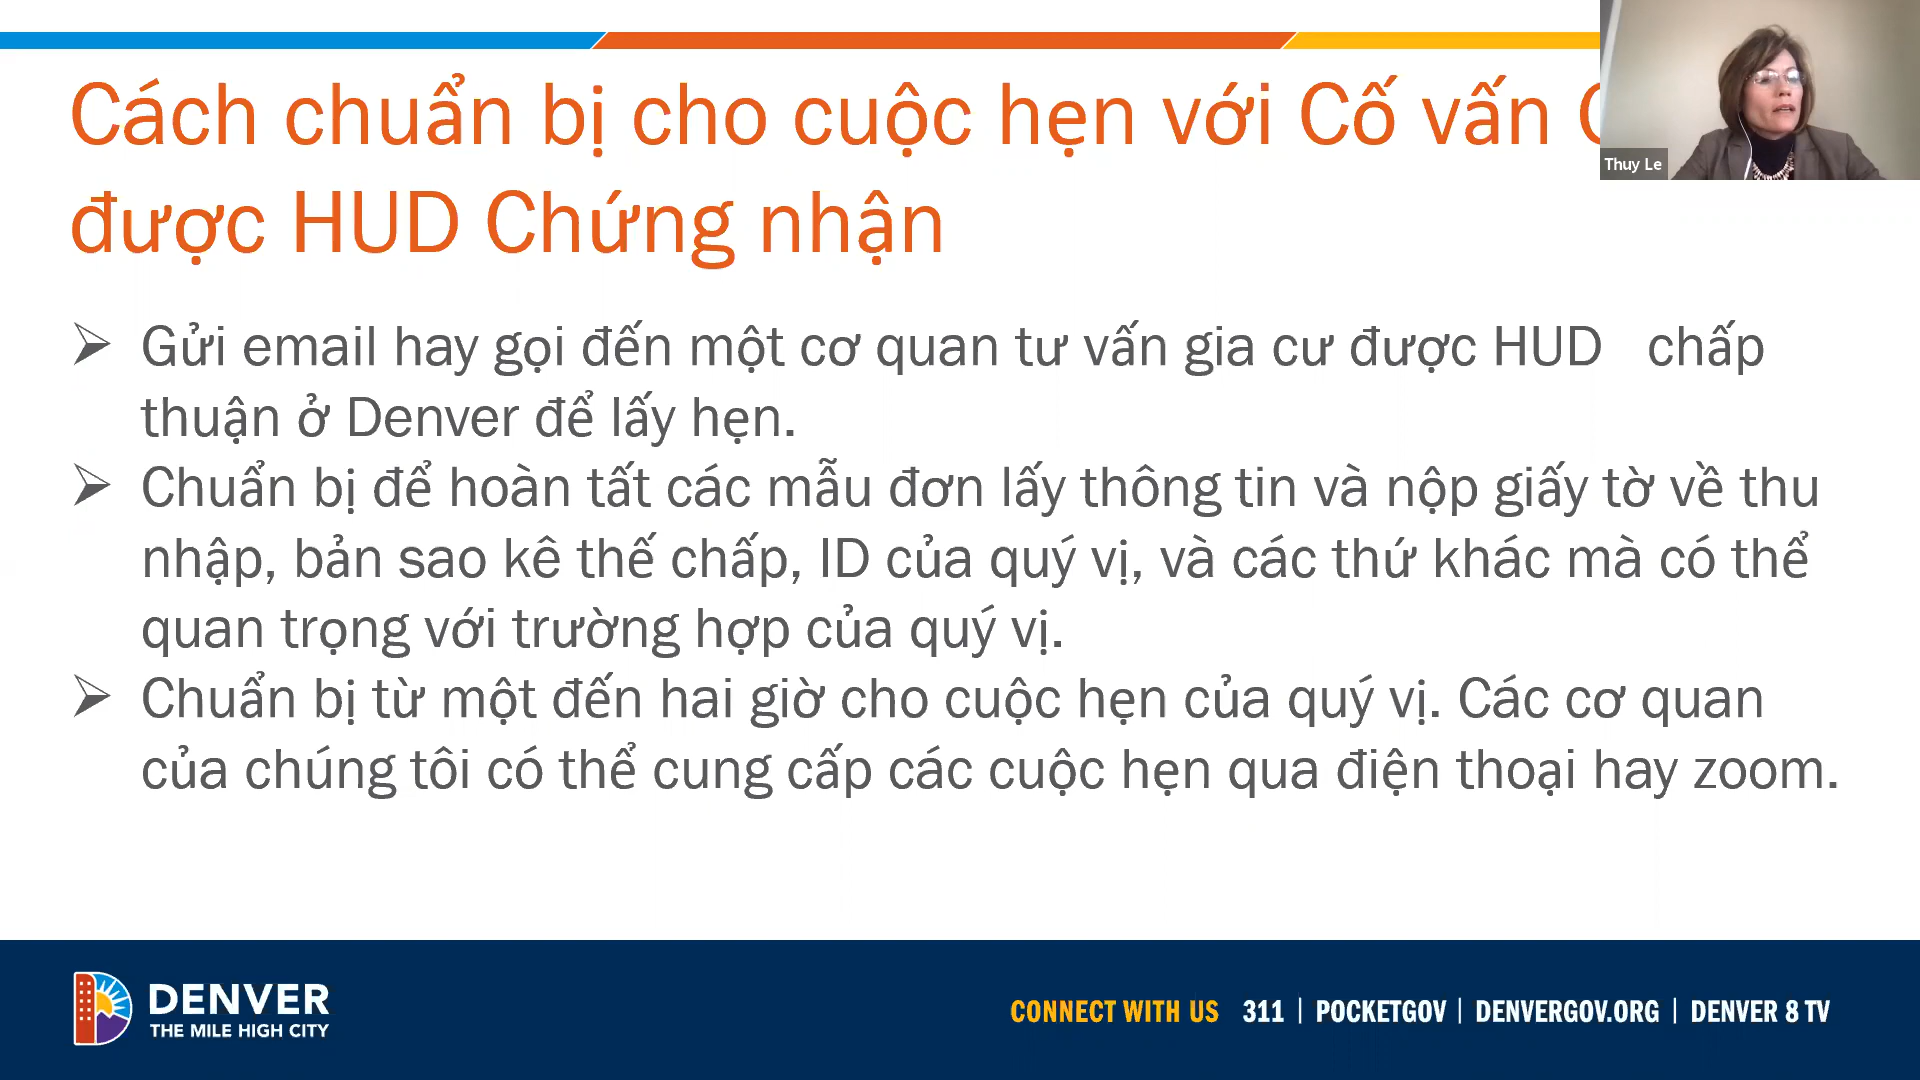 Cách chuẩn bị cho cuộc hẹn với Cố vấn
được HUD Chứng nhận
Thuy Le
➢ Gửi email hay gọi đến một cơ quan tư vấn gia cư được HUD chấp
thuận ở Denver để lấy hẹn.
➢ Chuẩn bị để hoàn tất các mẫu đơn lấy thông tin và nộp giấy tờ về thu
nhập, bản sao kê thế chấp, ID của quý vị, và các thứ khác mà có thể
quan trọng với trường hợp của quý vị.
➢ Chuẩn bị từ một đến hai giờ cho cuộc hẹn của quý vị. Các cơ quan
của chúng tôi có thể cung cấp các cuộc hẹn qua điện thoại hay zoom.
DENVER
THE MILE HIGH CITY
CONNECT WITH US 311 | POCKETGOV | DENVERGOV.ORG | DENVER 8 TV